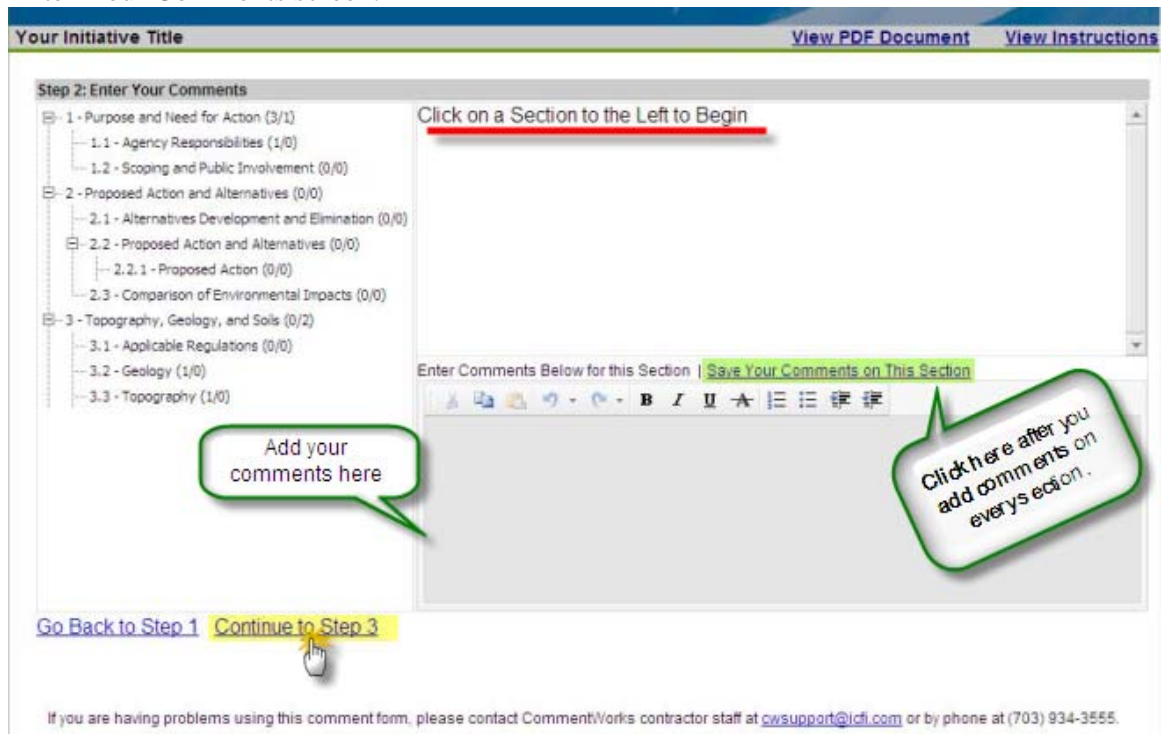 Your Initiative Title View PDF Document View Instructions
Step 2: Enter Your Comments
1 - Purpose and Need for Action (3/1)
1.1 - Agency Responsibilities (1/0)
1.2 - Scoping and Public Involvement (0/0)
2 - Proposed Action and Alternatives (0/0)
2.1 - Alternatives Development and Elimination (0/0)
2.2 - Proposed Action and Alternatives (0/0)
2.2.1 - Proposed Action (0/0)
2.3 - Comparison of Environmental Impacts (0/0)
3 - Topography, Geology, and Soils (0/2)
3.1 - Applicable Regulations (0/0)
3.2 - Geology (1/0)
3.3 - Topography (1/0)
Click on a Section to the Left to Begin
Enter Comments Below for this Section | Save Your Comments on This Section
B I U A
Add your
comments here
Click here after you
add comments on
every section.
Go Back to Step 1 Continue to Step 3
If you are having problems using this comment form, please contact CommentWorks contractor staff at cwsupport@icfi.com or by phone at (703) 934-3555.